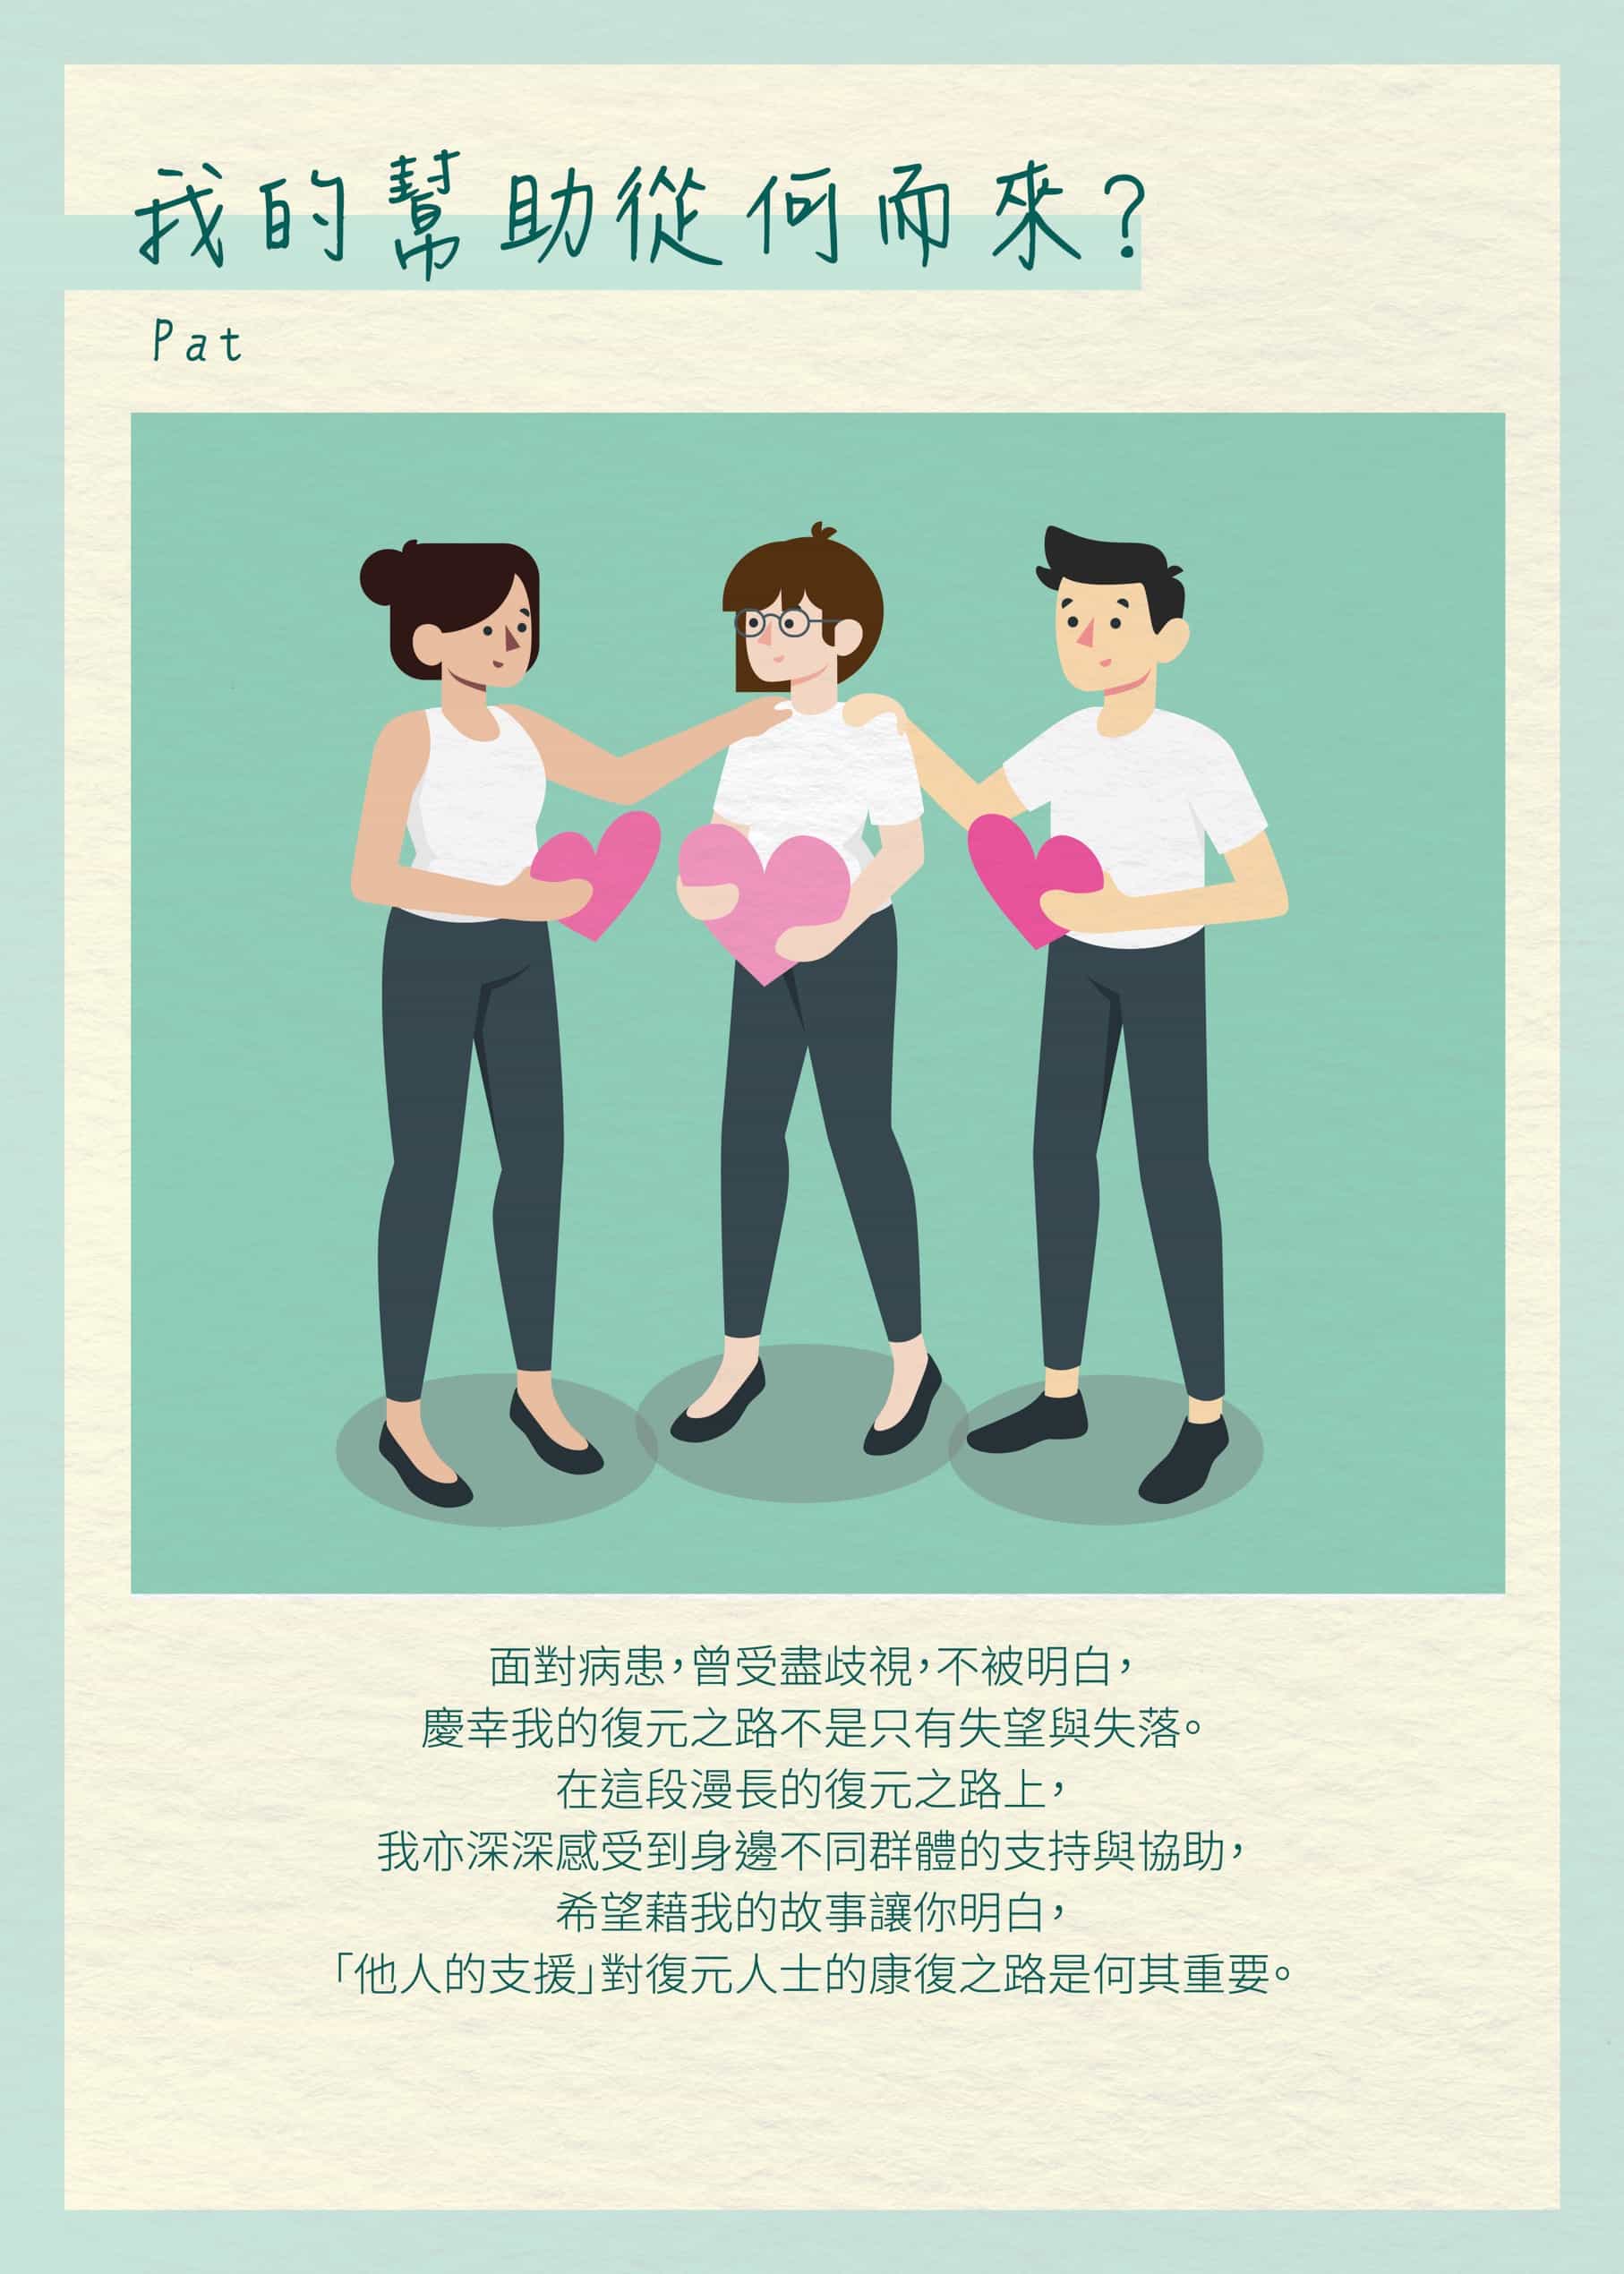 我的幫助從何而來？
Pat
面對病患，曾受盡歧視，不被明白，
慶幸我的復元之路不是只有失望與失落。
在這段漫長的復元之路上，
我亦深深感受到身邊不同群體的支持與協助，
希望藉我的故事讓你明白，
「他人的支援」對復元人士的康復之路是何其重要。